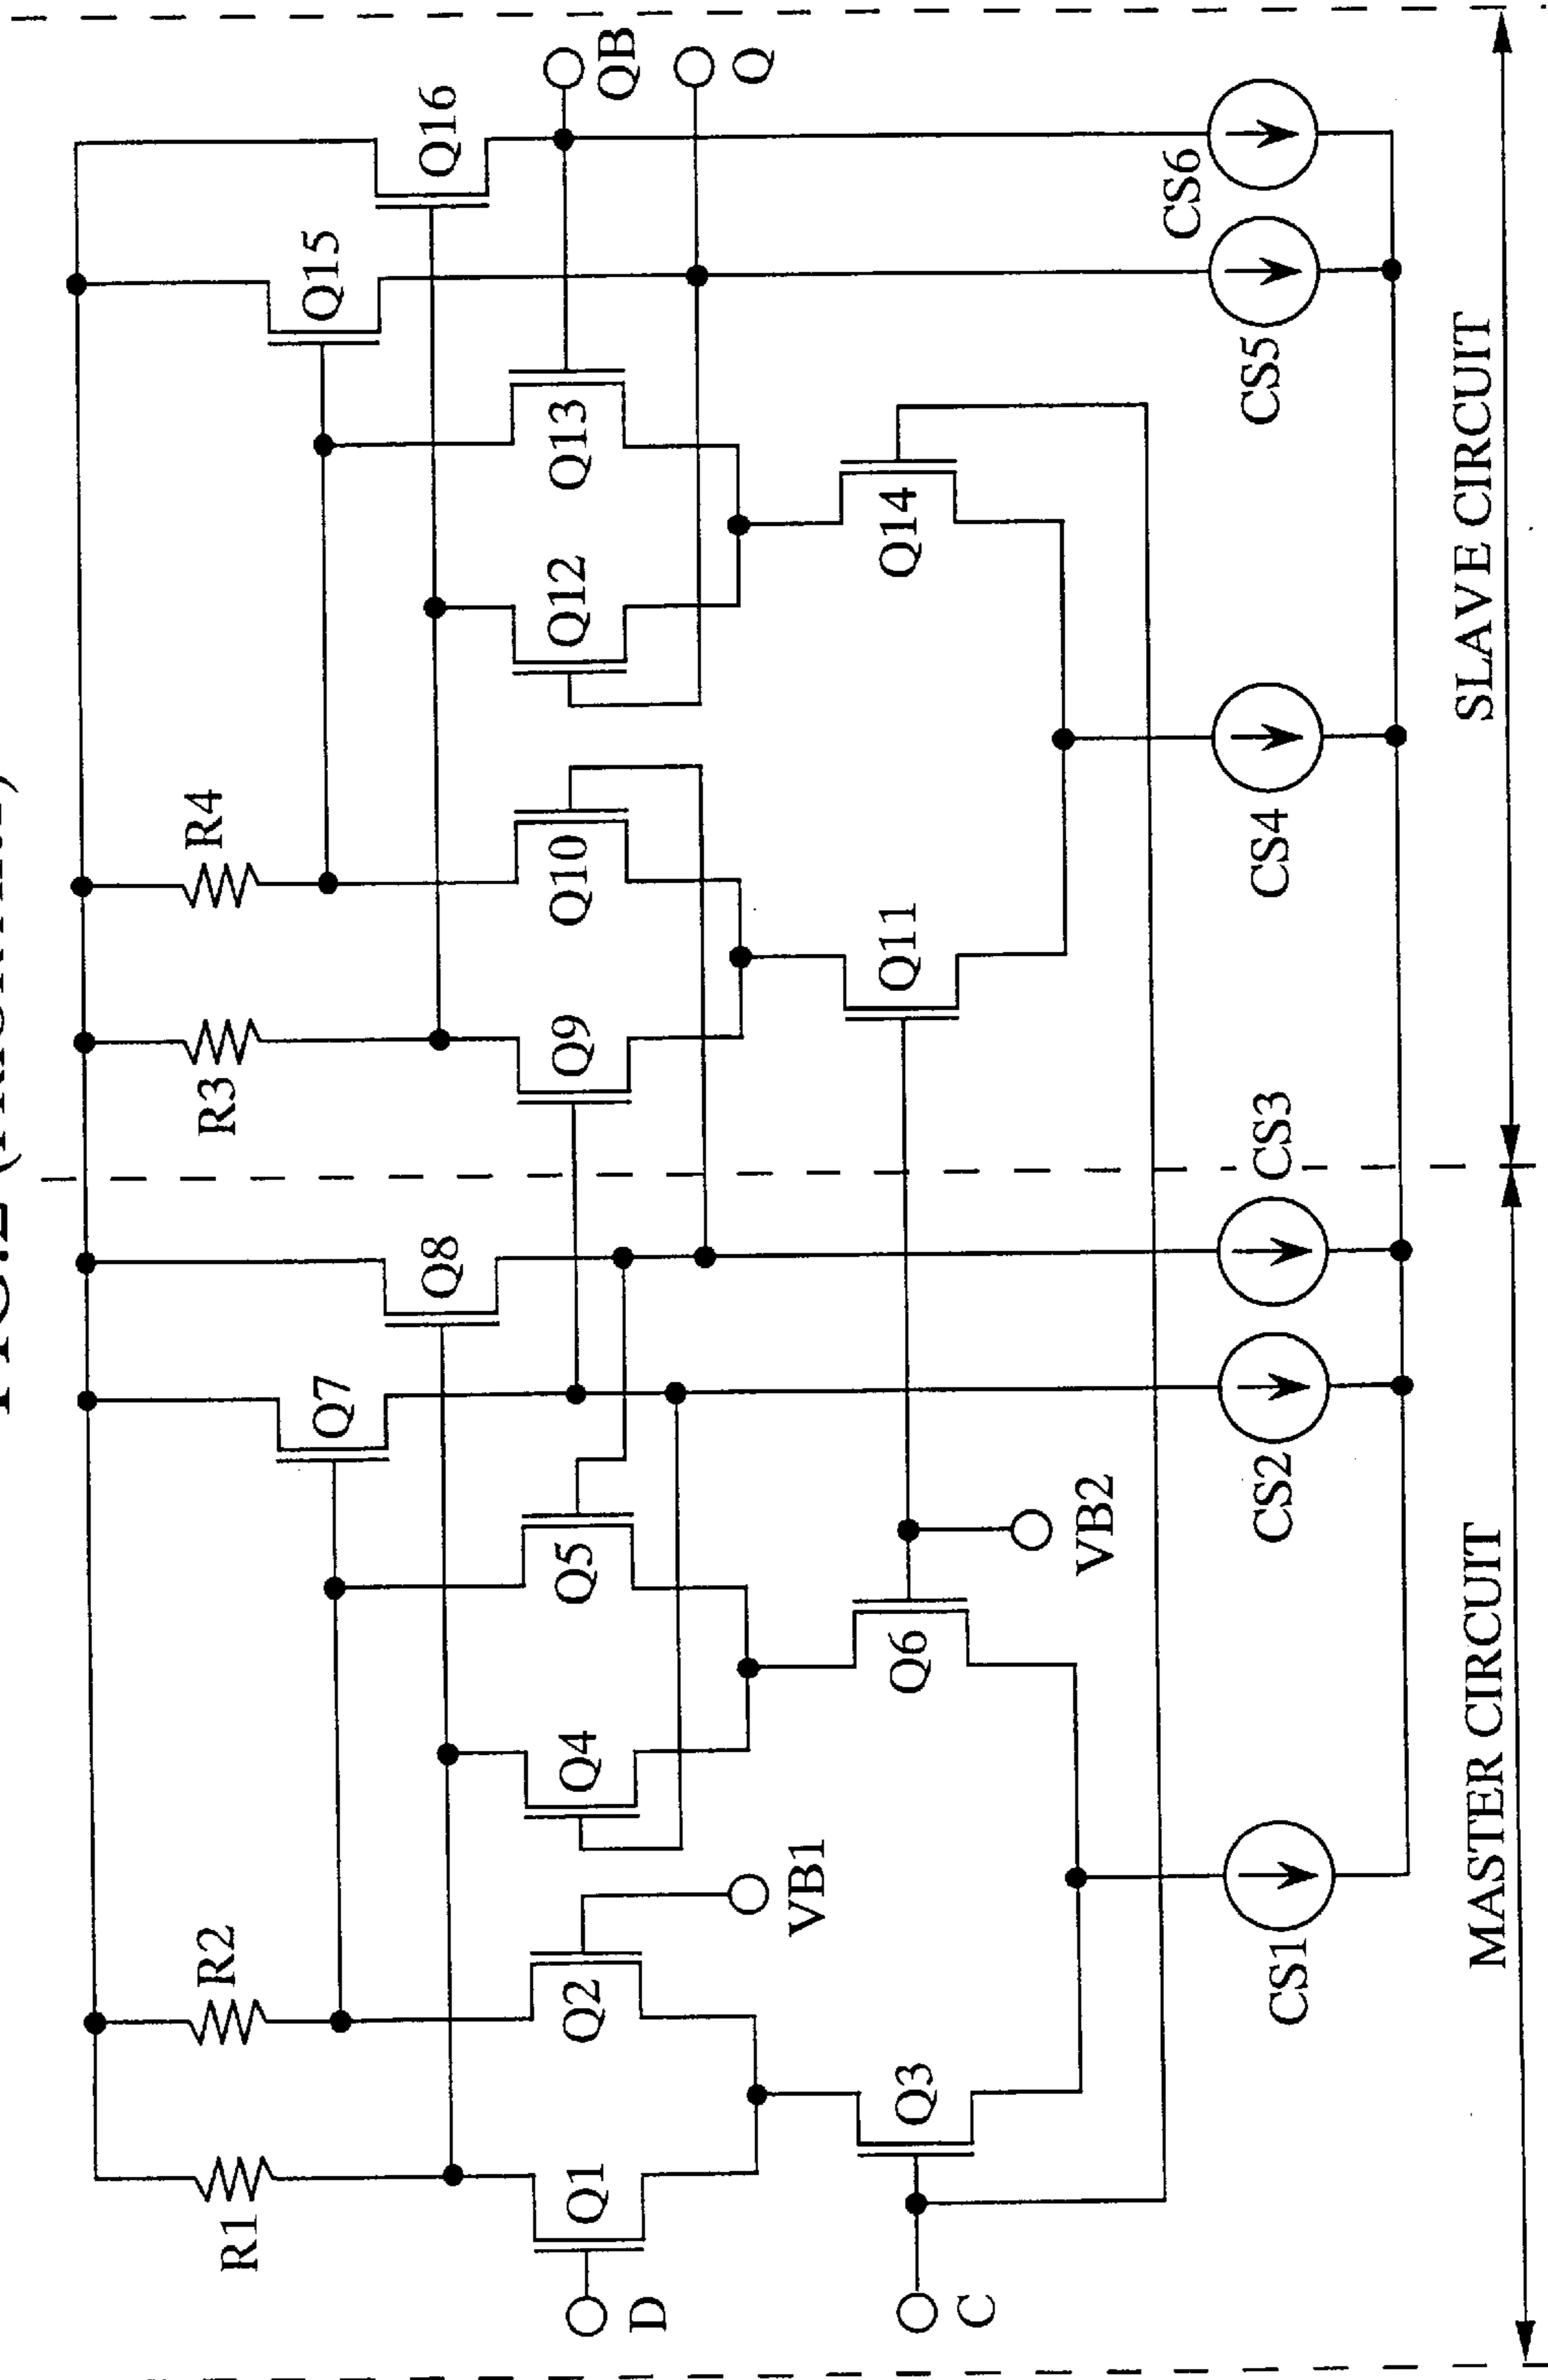 R1
R2
R3
R4
Q7
Q8
Q15
Q16
D
Q1
Q2
VB1
Q4
Q5
Q9
Q10
Q12
Q13
QB
Q
C
Q3
Q6
VB2
Q11
Q14
CS1
CS2
CS3
CS4
CS5
CS6
MASTER CIRCUIT
SLAVE CIRCUIT